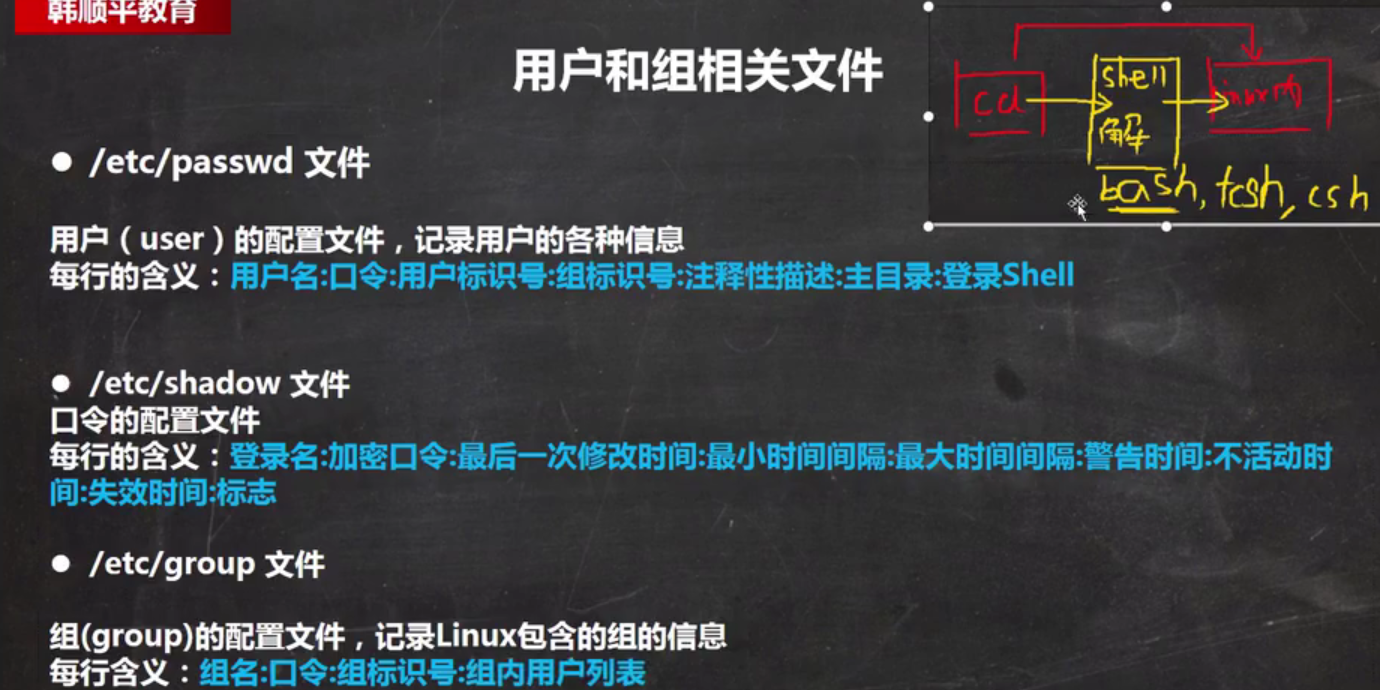 韩顺平教育
用户和组相关文件
cd
shell
解
bash, tcsh, csh
● /etc/passwd 文件
用户（user）的配置文件，记录用户的各种信息
每行的含义：用户名:口令:用户标识号:组标识号:注释性描述:主目录:登录Shell
● /etc/shadow 文件
口令的配置文件
每行的含义：登录名:加密口令:最后一次修改时间:最小时间间隔:最大时间间隔:警告时间:不活动时
间:失效时间:标志
● /etc/group 文件
组(group)的配置文件，记录Linux包含的组的信息
每行含义：组名:口令:组标识号:组内用户列表